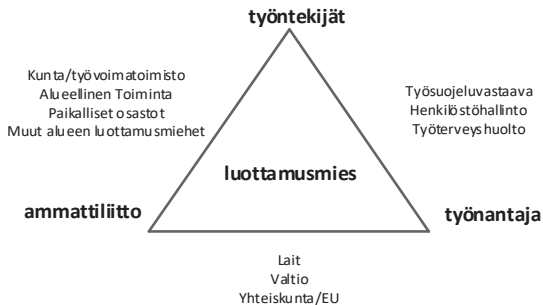 työntekijät
Kunta/työvoimatoimisto
Alueellinen Toiminta
Paikalliset osastot
Muut alueen luottamusmiehet
Työsuojeluvastaava
Henkilöstöhallinto
Työterveyshuolto
luottamusmies
ammattiliitto
työnantaja
Lait
Valtio
Yhteiskunta/EU